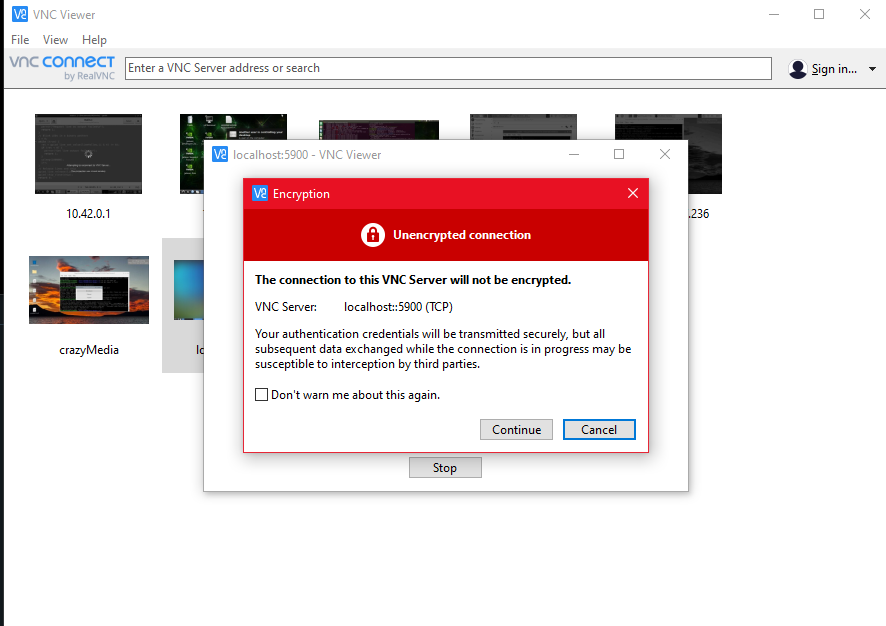 VNC Viewer
File View Help
vnc connect
by RealVNC
Enter a VNC Server address or search
Sign in...
localhost:5900 - VNC Viewer
10.42.0.1
.236
Encryption
Unencrypted connection
The connection to this VNC Server will not be encrypted.
VNC Server: localhost::5900 (TCP)
Your authentication credentials will be transmitted securely, but all
subsequent data exchanged while the connection is in progress may be
susceptible to interception by third parties.
crazyMedia
Don't warn me about this again.
Continue Cancel
Stop